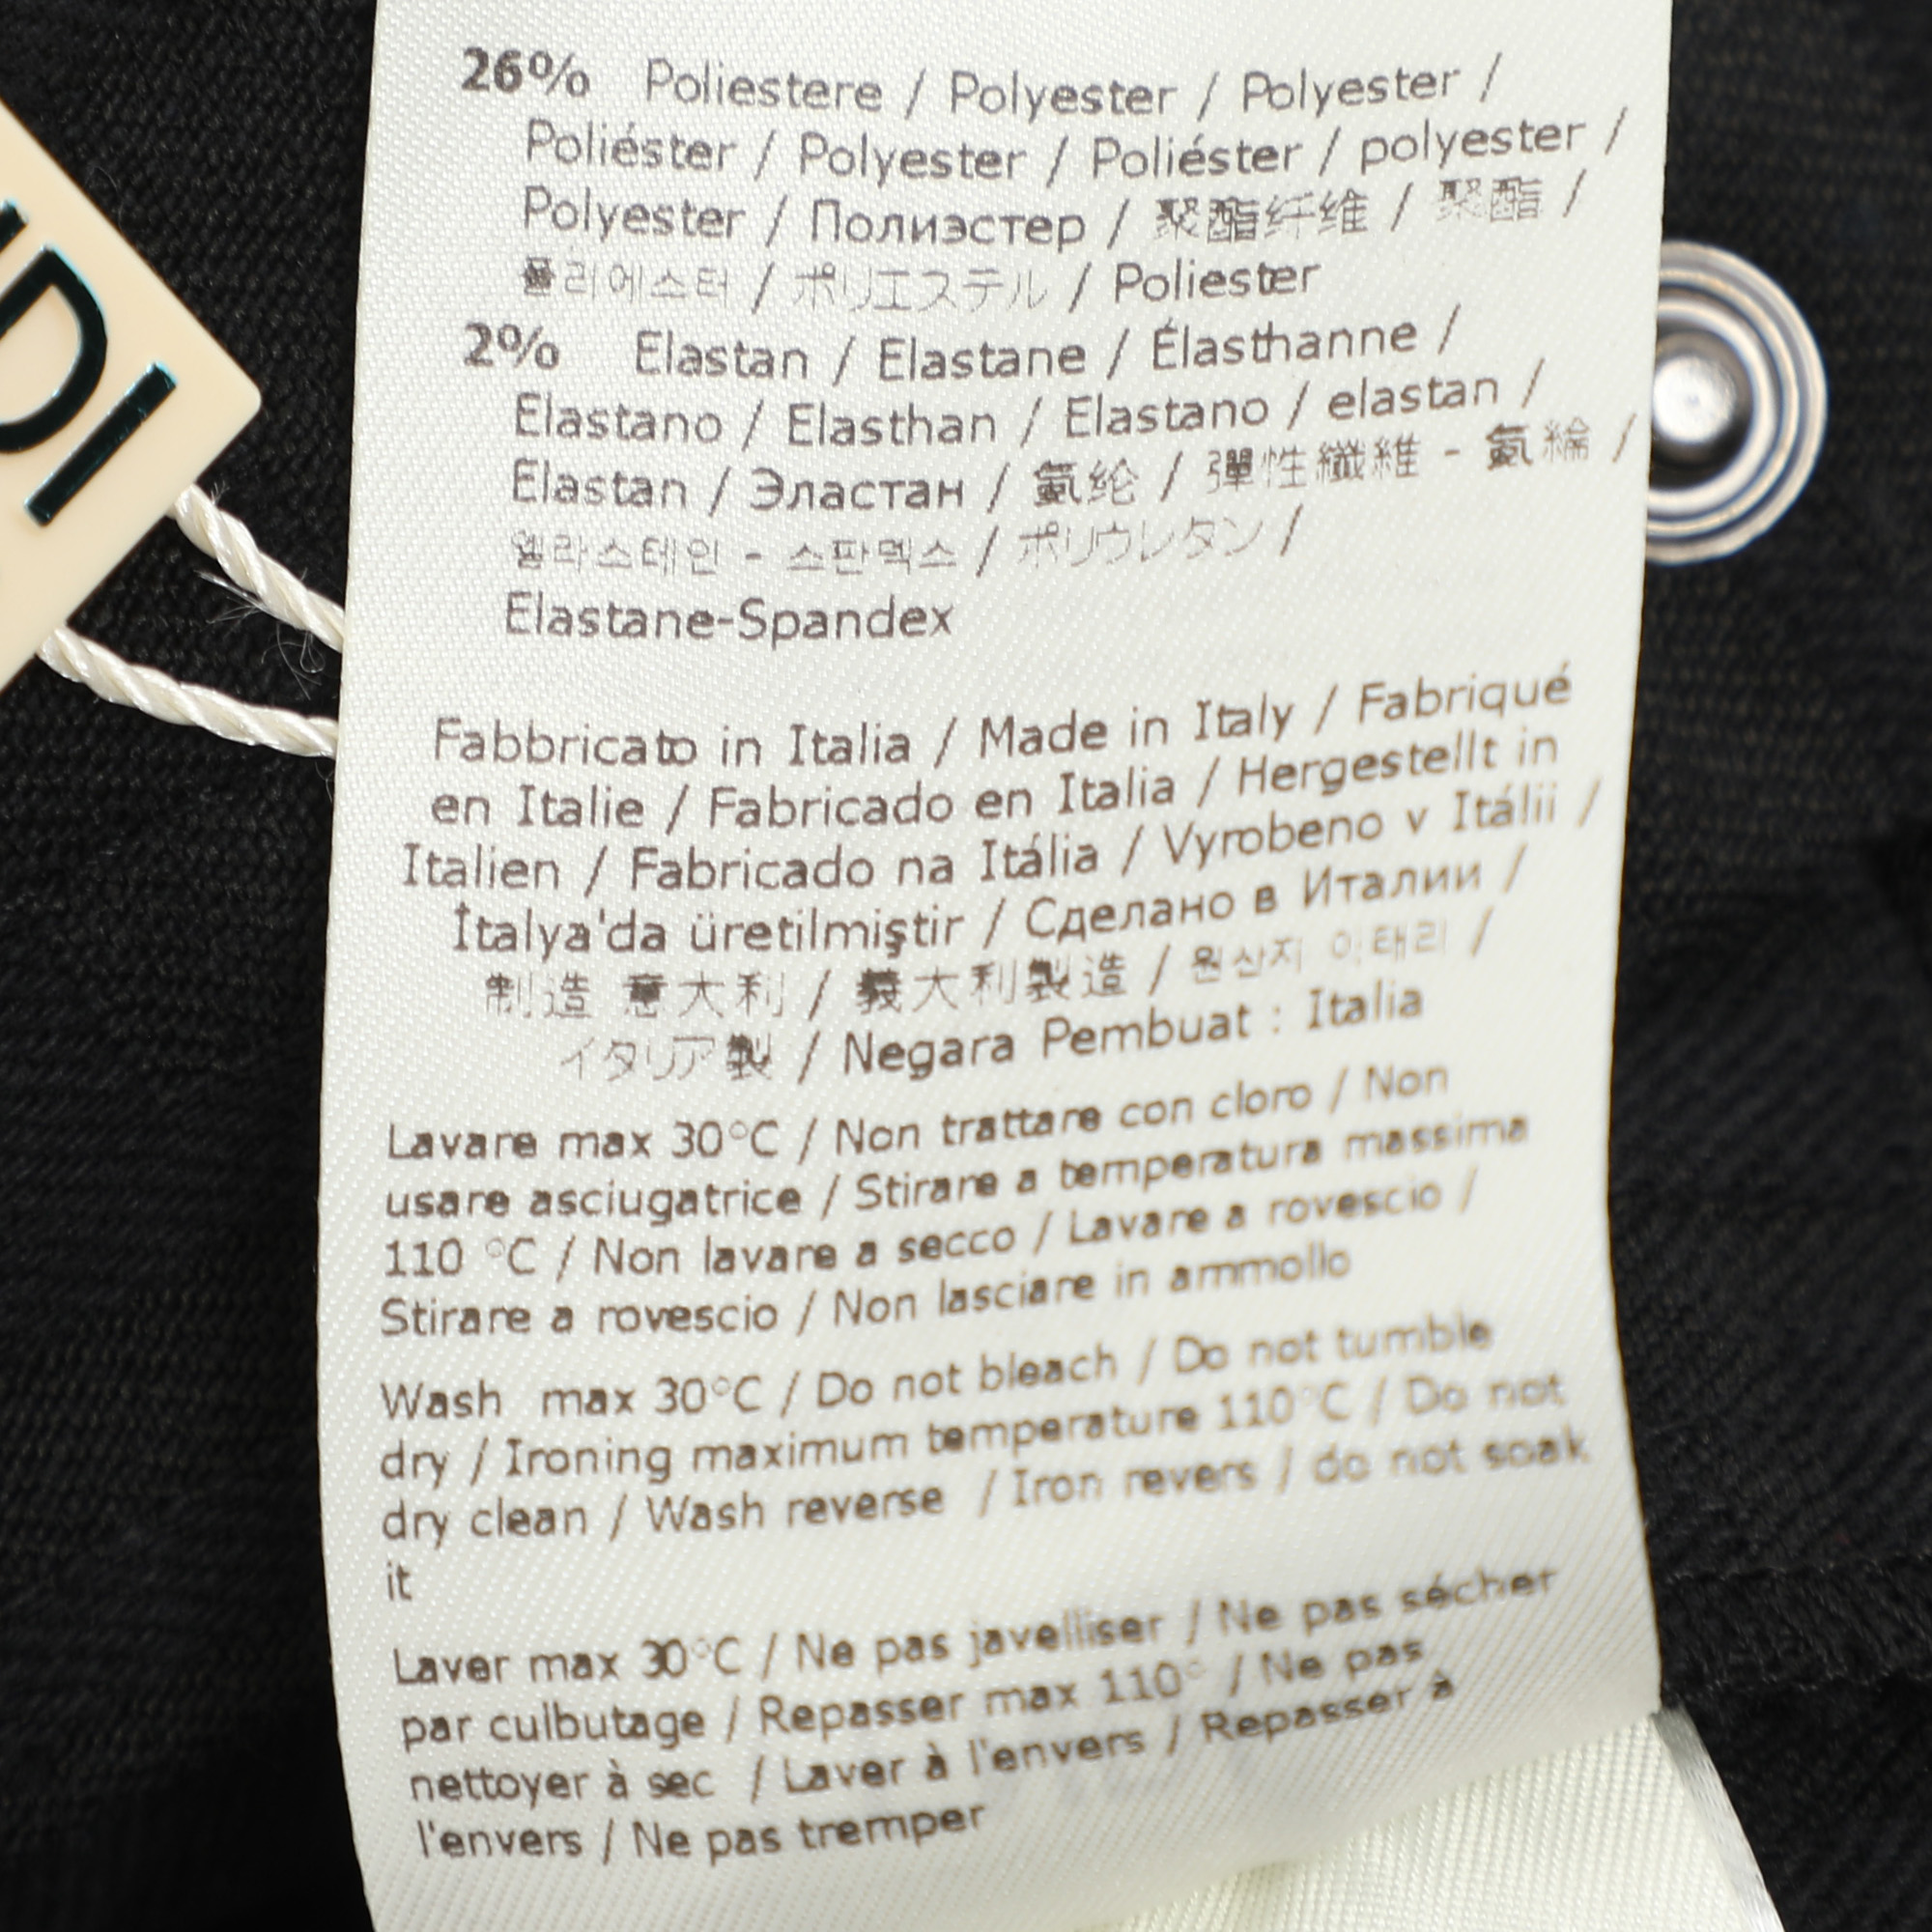 NDI
26% Poliestere / Polyester / Polyester /
Poliéster / Polyester / Poliéster / polyester /
Polyester / Полиэстер / 聚酯纤维 / 聚酯 /
폴리에스터 / ポリエステル / Poliester
2% Elastan / Elastane / Élasthanne /
Elastano / Elasthan / Elastano / elastan /
Elastan / Эластан / 氨纶 / 彈性纖維 - 氨綸 /
엘라스테인 - 스판덱스 / ポリウレタン /
Elastane-Spandex
Fabbricato in Italia / Made in Italy / Fabriqué
en Italie / Fabricado en Italia / Hergestellt in
Italien / Fabricado na Itália / Vyrobeno v Itálii /
İtalya'da üretilmiştir / Сделано в Италии /
制造 意大利 / 義大利製造 / 원산지 이태리 /
イタリア製 / Negara Pembuat : Italia
Lavare max 30°C / Non trattare con cloro / Non
usare asciugatrice / Stirare a temperatura massima
110 °C / Non lavare a secco / Lavare a rovescio /
Stirare a rovescio / Non lasciare in ammollo
Wash max 30°C / Do not bleach / Do not tumble
dry / Ironing maximum temperature 110°C / Do not
dry clean / Wash reverse / Iron revers / do not soak
it
Laver max 30°C / Ne pas javelliser / Ne pas sécher
par culbutage / Repasser max 110° / Ne pas
nettoyer à sec / Laver à l'envers / Repasser à
l'envers / Ne pas tremper